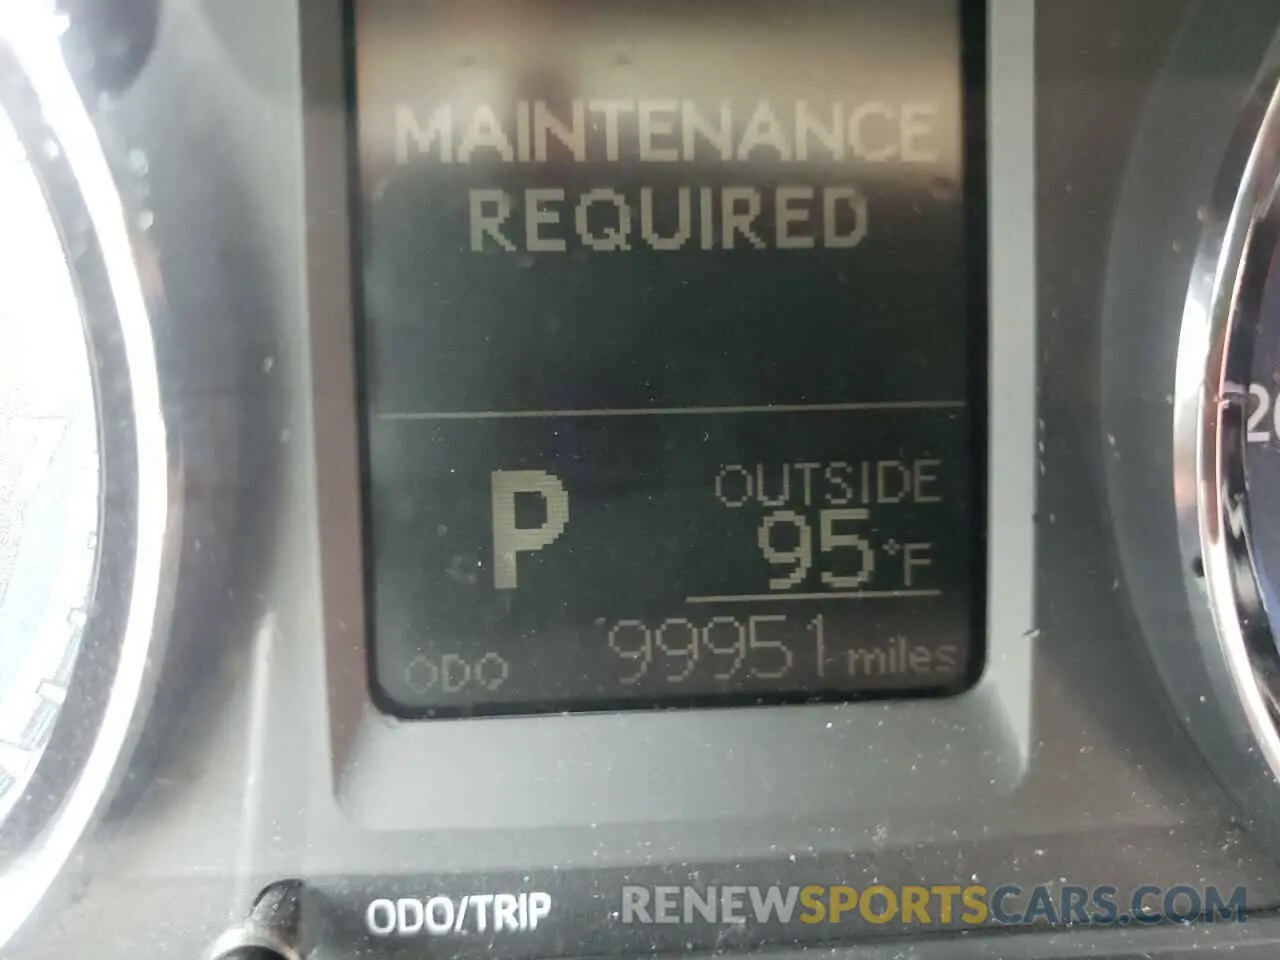 MAINTENANCE
REQUIRED
P
OUTSIDE
95°F
ODO 99951 miles
ODO/TRIP
RENEWSPORTSCARS.COM